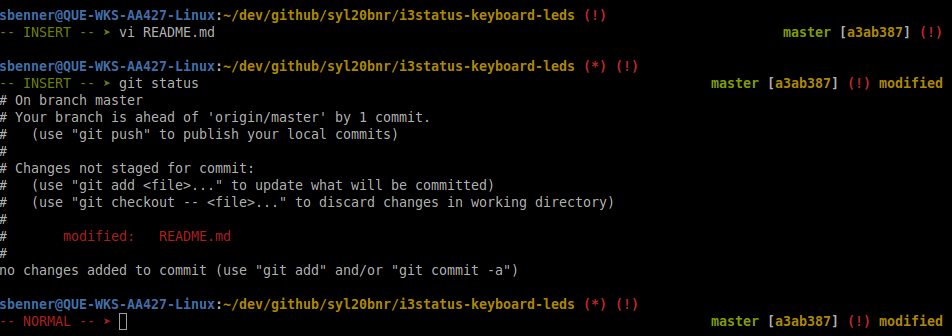 sbenner@QUE-WKS-AA427-Linux:~/dev/github/syl20bnr/i3status-keyboard-leds (!)
-- INSERT -- ➤ vi README.md master [a3ab387] (!)
sbenner@QUE-WKS-AA427-Linux:~/dev/github/syl20bnr/i3status-keyboard-leds (*) (!)
-- INSERT -- ➤ git status master [a3ab387] (!) modified
# On branch master
# Your branch is ahead of 'origin/master' by 1 commit.
#   (use "git push" to publish your local commits)
#
# Changes not staged for commit:
#   (use "git add <file>..." to update what will be committed)
#   (use "git checkout -- <file>..." to discard changes in working directory)
#
#       modified:   README.md
#
no changes added to commit (use "git add" and/or "git commit -a")
sbenner@QUE-WKS-AA427-Linux:~/dev/github/syl20bnr/i3status-keyboard-leds (*) (!)
-- NORMAL -- ➤ master [a3ab387] (!) modified